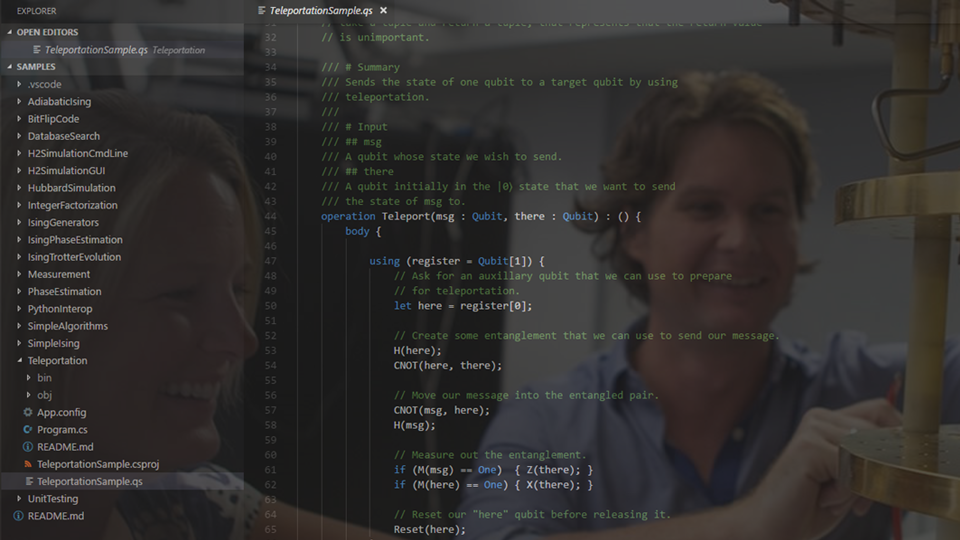 EXPLORER
OPEN EDITORS
TeleportationSample.qs Teleportation
SAMPLES
.vscode
AdiabaticIsing
BitFlipCode
DatabaseSearch
H2SimulationCmdLine
H2SimulationGUI
HubbardSimulation
IntegerFactorization
IsingGenerators
IsingPhaseEstimation
IsingTrotterEvolution
Measurement
PhaseEstimation
PythonInterop
SimpleAlgorithms
SimpleIsing
Teleportation
bin
obj
App.config
Program.cs
README.md
TeleportationSample.csproj
TeleportationSample.qs
UnitTesting
README.md
TeleportationSample.qs
32 // is unimportant.
33
34 /// # Summary
35 /// Sends the state of one qubit to a target qubit by using
36 /// teleportation.
37 ///
38 /// # Input
39 /// ## msg
40 /// A qubit whose state we wish to send.
41 /// ## there
42 /// A qubit initially in the |0⟩ state that we want to send
43 /// the state of msg to.
44 operation Teleport(msg : Qubit, there : Qubit) : () {
45 body {
46
47 using (register = Qubit[1]) {
48 // Ask for an auxillary qubit that we can use to prepare
49 // for teleportation.
50 let here = register[0];
51
52 // Create some entanglement that we can use to send our message.
53 H(here);
54 CNOT(here, there);
55
56 // Move our message into the entangled pair.
57 CNOT(msg, here);
58 H(msg);
59
60 // Measure out the entanglement.
61 if (M(msg) == One) { Z(there); }
62 if (M(here) == One) { X(there); }
63
64 // Reset our "here" qubit before releasing it.
65 Reset(here);